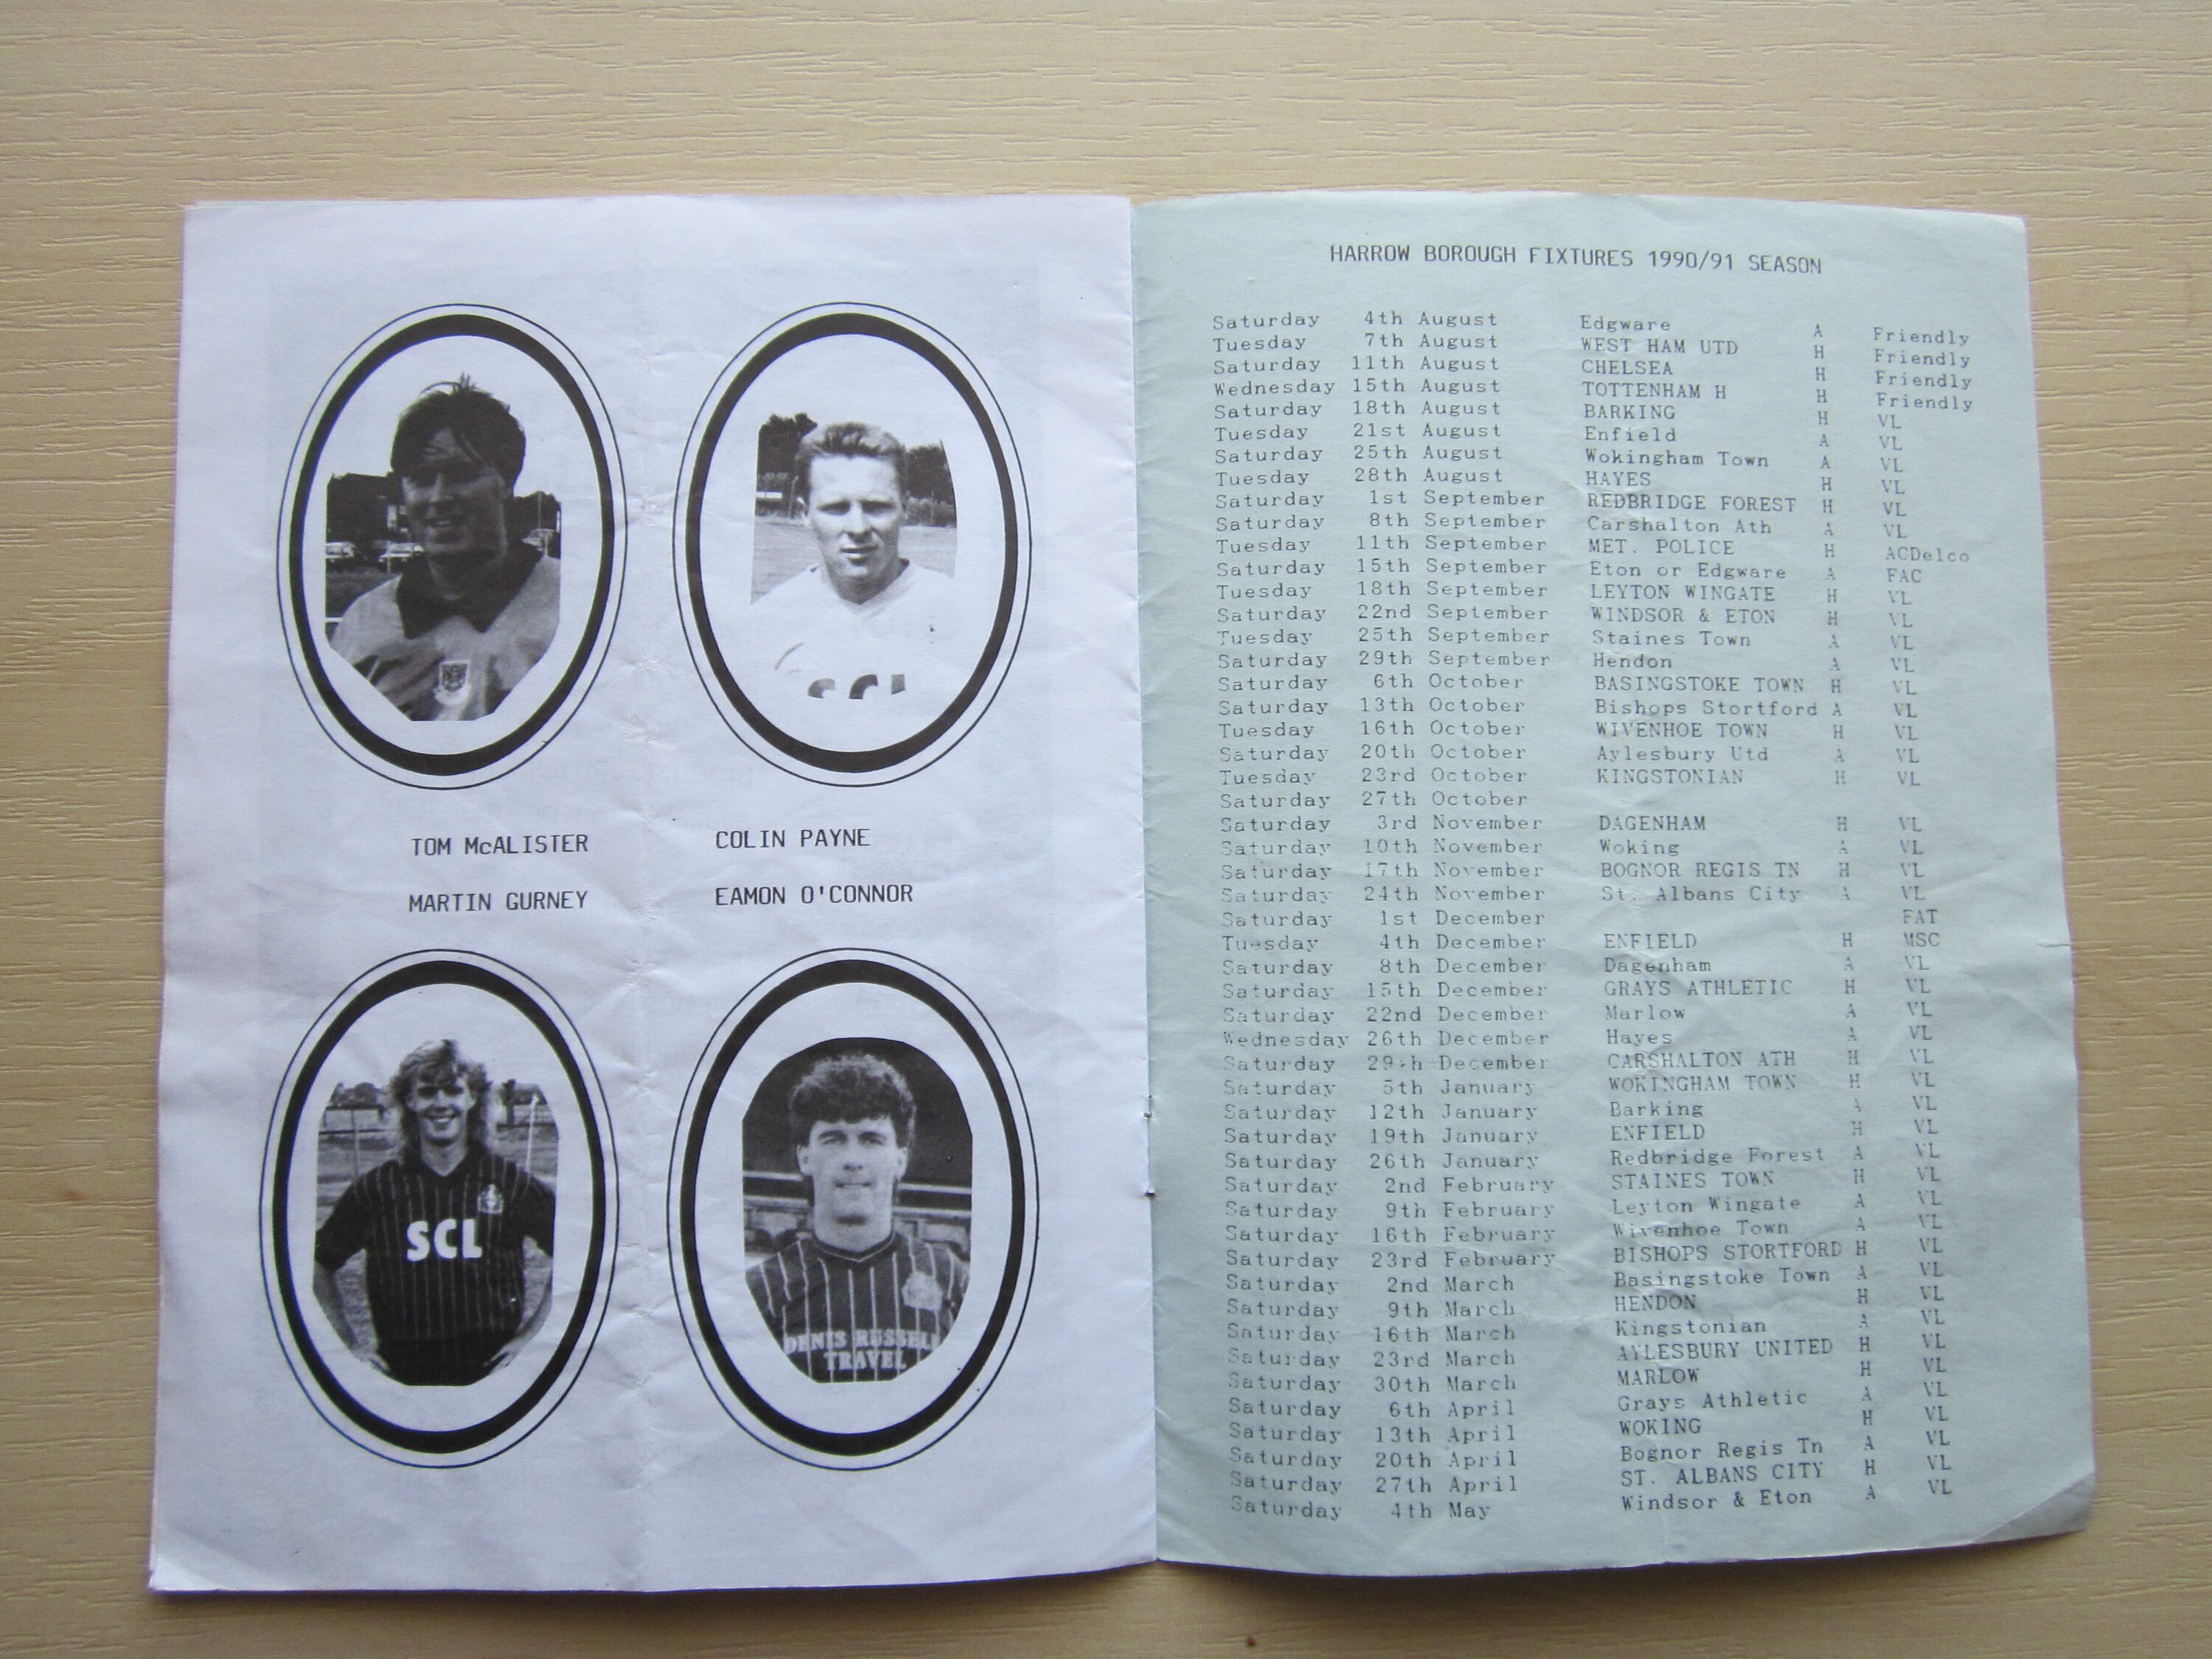 TOM McALISTER
COLIN PAYNE
MARTIN GURNEY
EAMON O'CONNOR
SCL
DENIS RUSSELL
TRAVEL
HARROW BOROUGH FIXTURES 1990/91 SEASON
Saturday 4th August Edgware A Friendly
Tuesday 7th August WEST HAM UTD H Friendly
Saturday 11th August CHELSEA H Friendly
Wednesday 15th August TOTTENHAM H H Friendly
Saturday 18th August BARKING H VL
Tuesday 21st August Enfield A VL
Saturday 25th August Wokingham Town A VL
Tuesday 28th August HAYES H VL
Saturday 1st September REDBRIDGE FOREST H VL
Saturday 8th September Carshalton Ath A VL
Tuesday 11th September MET. POLICE H ACDelco
Saturday 15th September Eton or Edgware A FAC
Tuesday 18th September LEYTON WINGATE H VL
Saturday 22nd September WINDSOR & ETON H VL
Tuesday 25th September Staines Town A VL
Saturday 29th September Hendon A VL
Saturday 6th October BASINGSTOKE TOWN H VL
Saturday 13th October Bishops Stortford A VL
Tuesday 16th October WIVENHOE TOWN H VL
Saturday 20th October Aylesbury Utd A VL
Tuesday 23rd October KINGSTONIAN H VL
Saturday 27th October
Saturday 3rd November DAGENHAM H VL
Saturday 10th November Woking A VL
Saturday 17th November BOGNOR REGIS TN H VL
Saturday 24th November St. Albans City A VL
Saturday 1st December FAT
Tuesday 4th December ENFIELD H MSC
Saturday 8th December Dagenham A VL
Saturday 15th December GRAYS ATHLETIC H VL
Saturday 22nd December Marlow A VL
Wednesday 26th December Hayes A VL
Saturday 29th December CARSHALTON ATH H VL
Saturday 5th January WOKINGHAM TOWN H VL
Saturday 12th January Barking A VL
Saturday 19th January ENFIELD H VL
Saturday 26th January Redbridge Forest A VL
Saturday 2nd February STAINES TOWN H VL
Saturday 9th February Leyton Wingate A VL
Saturday 16th February Wivenhoe Town A VL
Saturday 23rd February BISHOPS STORTFORD H VL
Saturday 2nd March Basingstoke Town A VL
Saturday 9th March HENDON H VL
Saturday 16th March Kingstonian A VL
Saturday 23rd March AYLESBURY UNITED H VL
Saturday 30th March MARLOW H VL
Saturday 6th April Grays Athletic A VL
Saturday 13th April WOKING H VL
Saturday 20th April Bognor Regis Tn A VL
Saturday 27th April ST. ALBANS CITY H VL
Saturday 4th May Windsor & Eton A VL